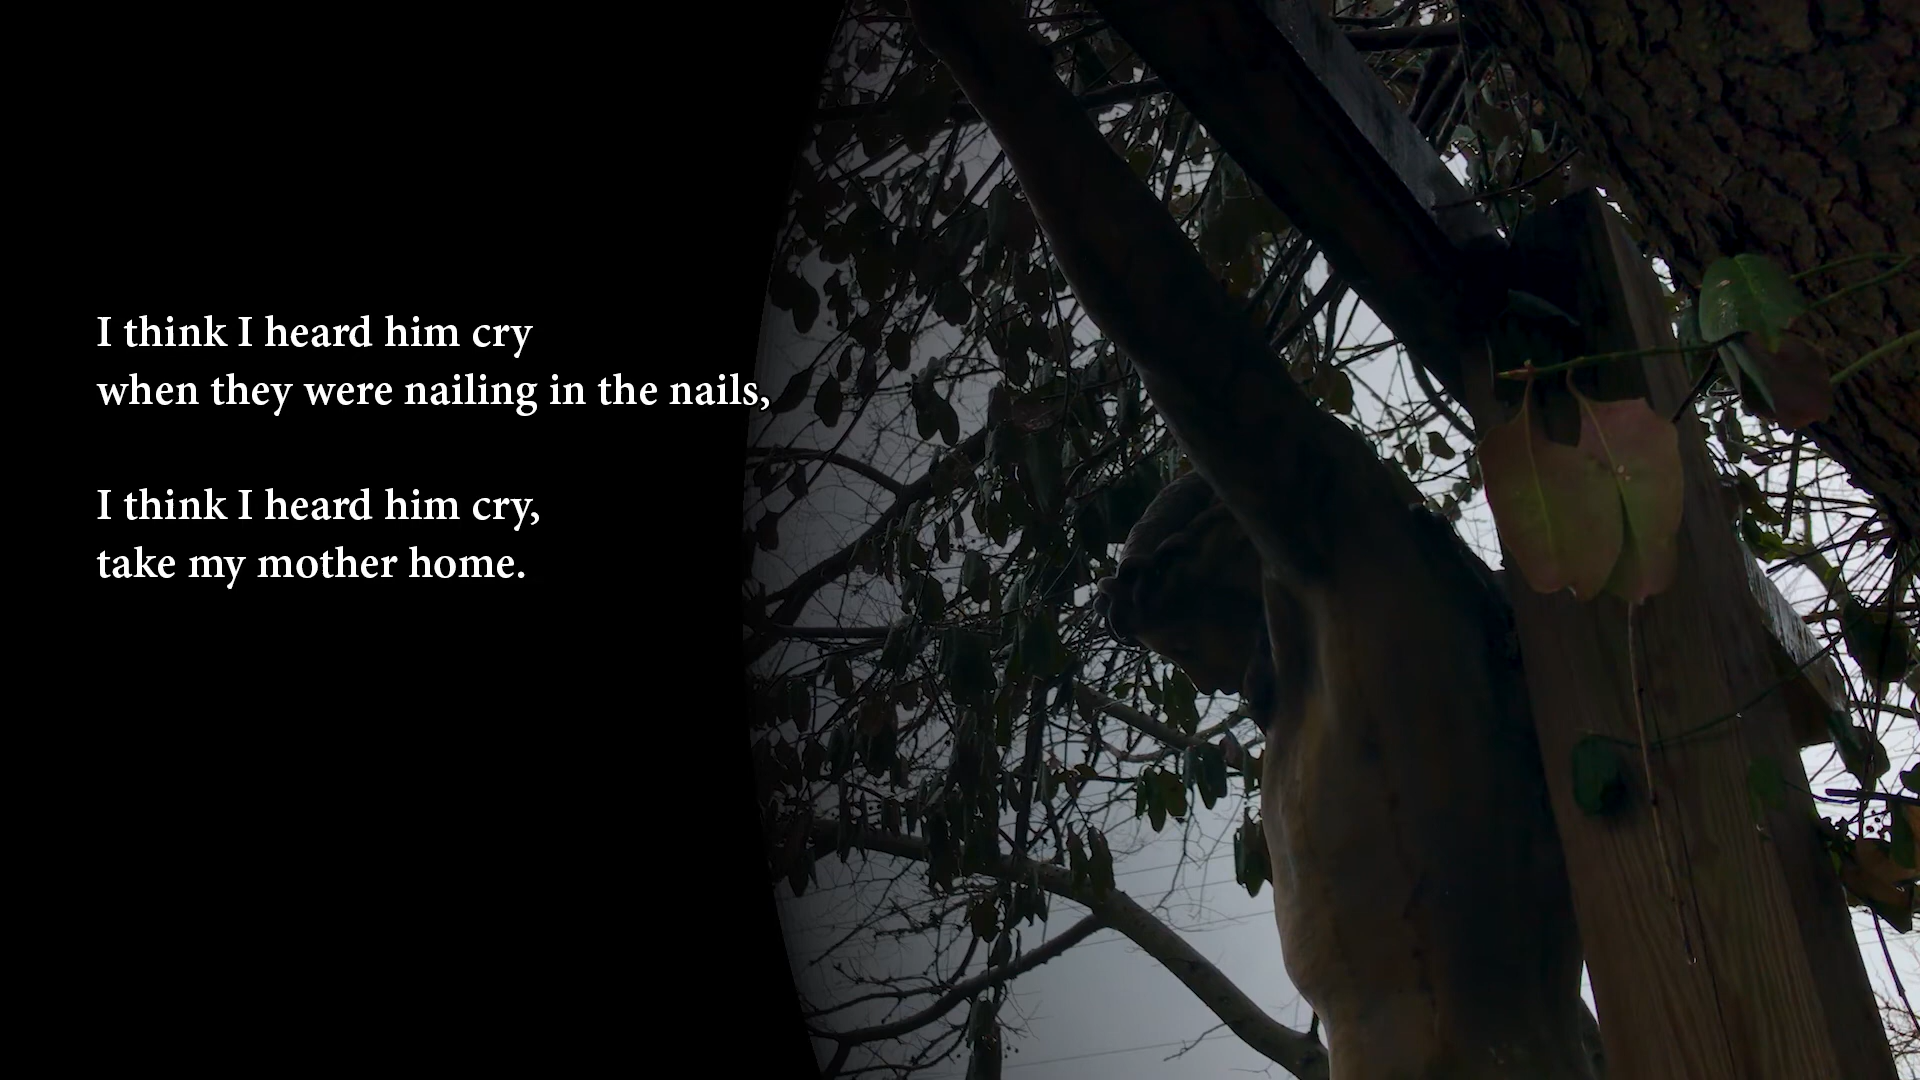 I think I heard him cry
when they were nailing in the nails,
I think I heard him cry,
take my mother home.